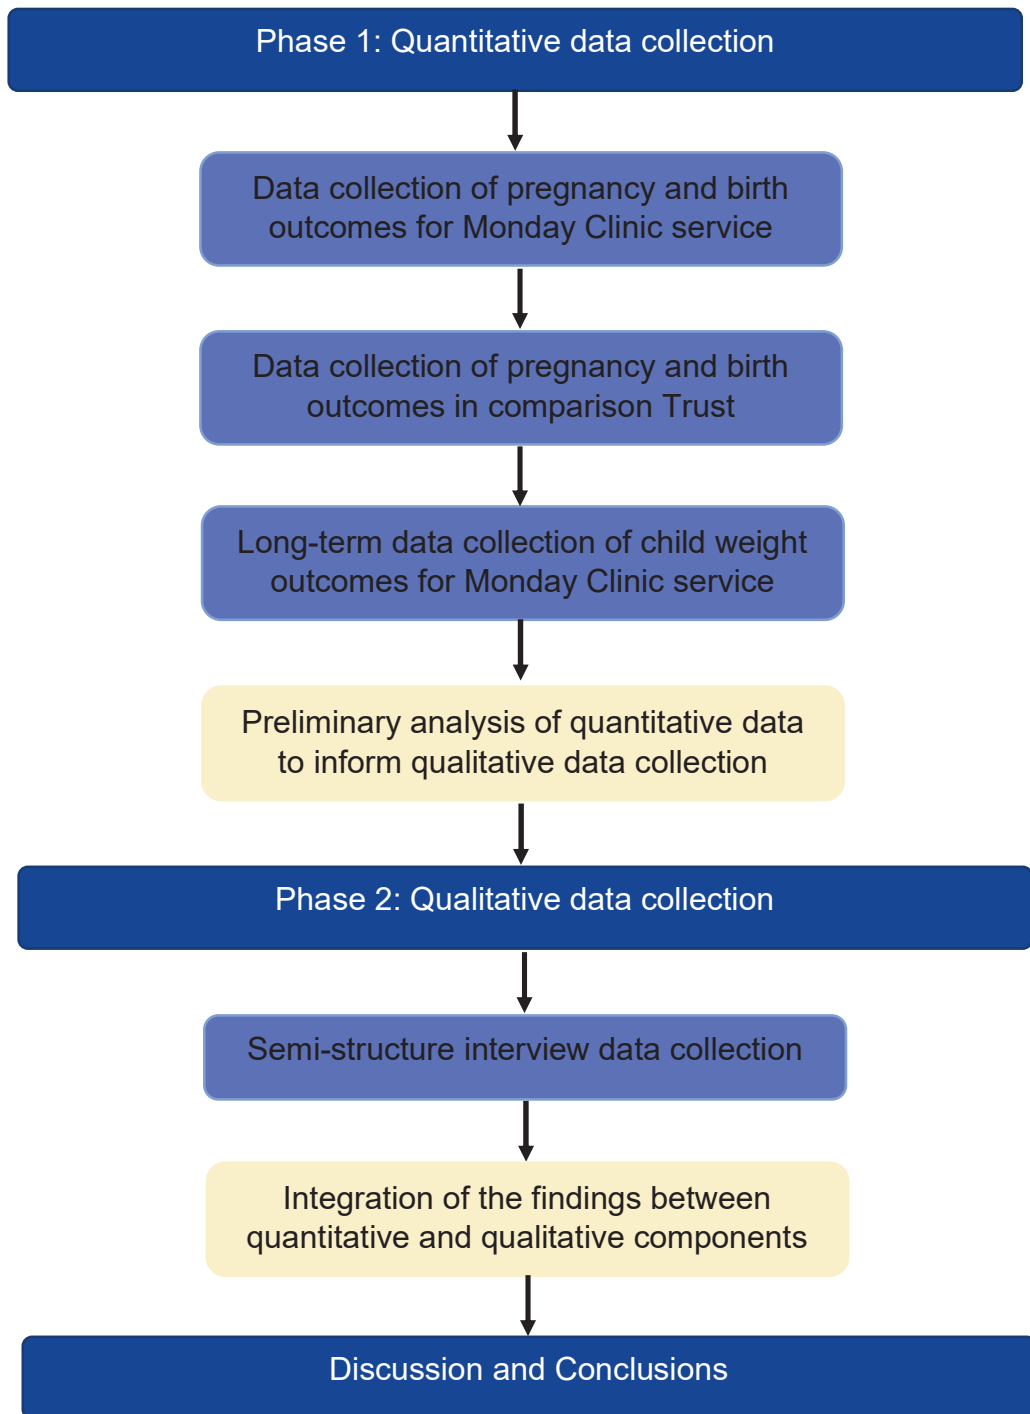 Phase 1: Quantitative data collection
Data collection of pregnancy and birth
outcomes for Monday Clinic service
Data collection of pregnancy and birth
outcomes in comparison Trust
Long-term data collection of child weight
outcomes for Monday Clinic service
Preliminary analysis of quantitative data
to inform qualitative data collection
Phase 2: Qualitative data collection
Semi-structure interview data collection
Integration of the findings between
quantitative and qualitative components
Discussion and Conclusions